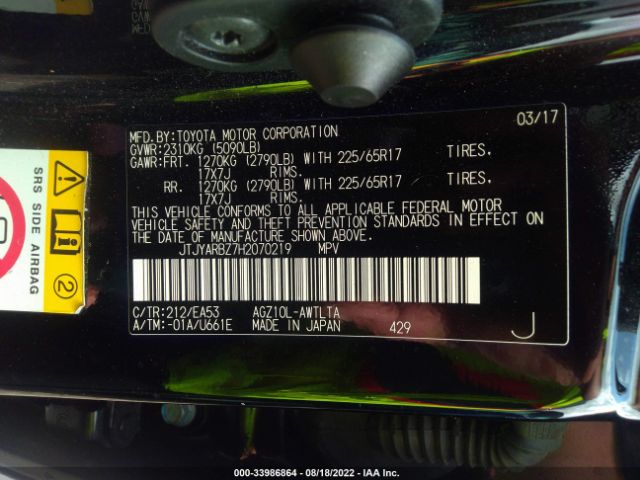 MFD.BY:TOYOTA MOTOR CORPORATION 03/17
GVWR:2310KG (5090LB)
GAWR:FRT. 1270KG (2790LB) WITH 225/65R17 TIRES.
17X7J RIMS.
RR. 1270KG (2790LB) WITH 225/65R17 TIRES.
17X7J RIMS.
THIS VEHICLE CONFORMS TO ALL APPLICABLE FEDERAL MOTOR
VEHICLE SAFETY AND THEFT PREVENTION STANDARDS IN EFFECT ON
THE DATE OF MANUFACTURE SHOWN ABOVE.
JTJYARBZ7H2070219 MPV
C/TR:212/EA53 AGZ10L-AWTLTA
A/TM:-01A/U661E MADE IN JAPAN 429 J
SRS SIDE AIRBAG
2
000-33986864 - 08/18/2022 - IAA Inc.